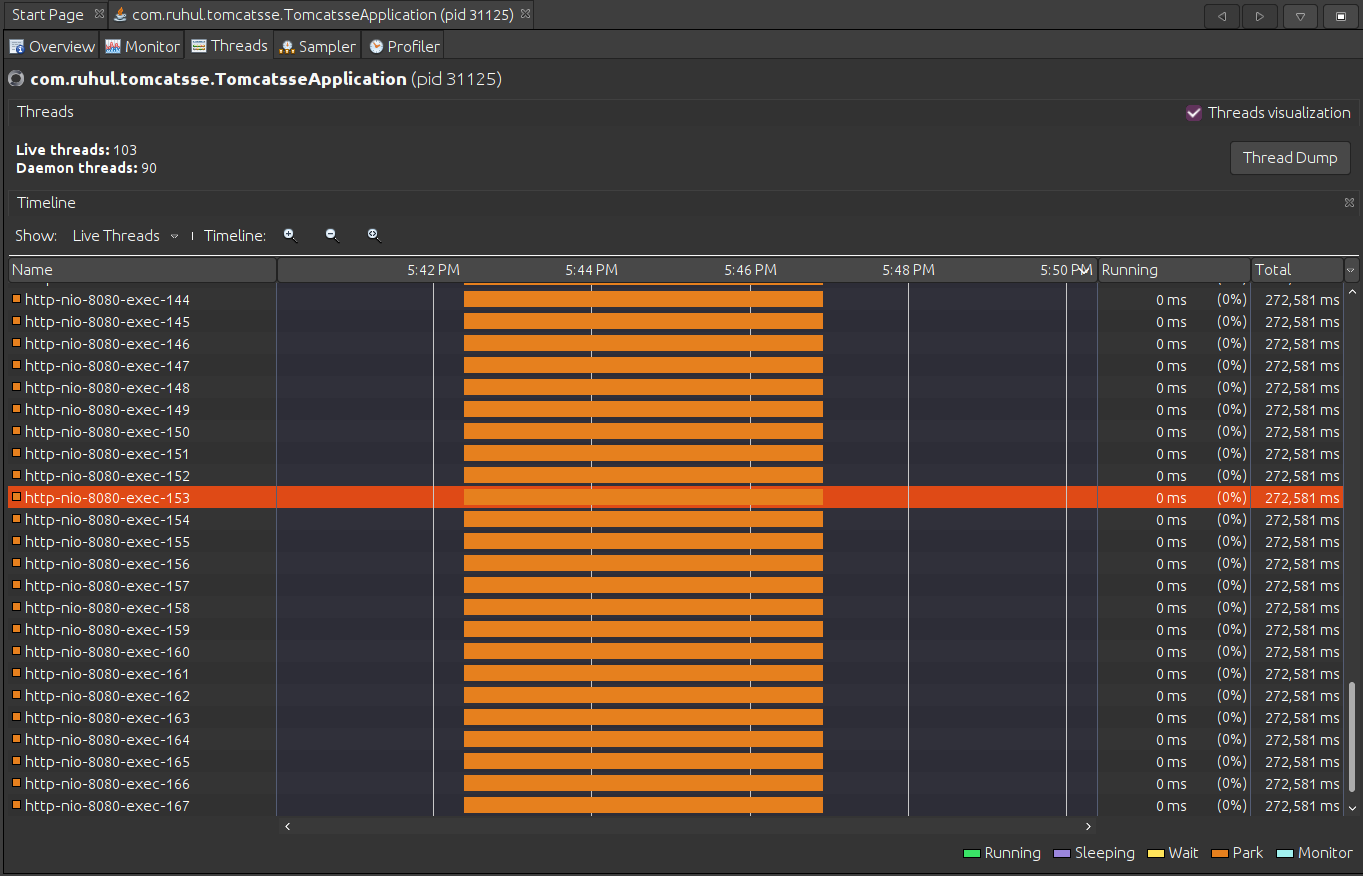 Start Page com.ruhul.tomcatsse.TomcatsseApplication (pid 31125)
Overview Monitor Threads Sampler Profiler
com.ruhul.tomcatsse.TomcatsseApplication (pid 31125)
Threads Threads visualization
Live threads: 103
Daemon threads: 90
Thread Dump
Timeline
Show: Live Threads Timeline:
Name 5:42 PM 5:44 PM 5:46 PM 5:48 PM 5:50 PM Running Total
http-nio-8080-exec-144 0 ms (0%) 272,581 ms
http-nio-8080-exec-145 0 ms (0%) 272,581 ms
http-nio-8080-exec-146 0 ms (0%) 272,581 ms
http-nio-8080-exec-147 0 ms (0%) 272,581 ms
http-nio-8080-exec-148 0 ms (0%) 272,581 ms
http-nio-8080-exec-149 0 ms (0%) 272,581 ms
http-nio-8080-exec-150 0 ms (0%) 272,581 ms
http-nio-8080-exec-151 0 ms (0%) 272,581 ms
http-nio-8080-exec-152 0 ms (0%) 272,581 ms
http-nio-8080-exec-153 0 ms (0%) 272,581 ms
http-nio-8080-exec-154 0 ms (0%) 272,581 ms
http-nio-8080-exec-155 0 ms (0%) 272,581 ms
http-nio-8080-exec-156 0 ms (0%) 272,581 ms
http-nio-8080-exec-157 0 ms (0%) 272,581 ms
http-nio-8080-exec-158 0 ms (0%) 272,581 ms
http-nio-8080-exec-159 0 ms (0%) 272,581 ms
http-nio-8080-exec-160 0 ms (0%) 272,581 ms
http-nio-8080-exec-161 0 ms (0%) 272,581 ms
http-nio-8080-exec-162 0 ms (0%) 272,581 ms
http-nio-8080-exec-163 0 ms (0%) 272,581 ms
http-nio-8080-exec-164 0 ms (0%) 272,581 ms
http-nio-8080-exec-165 0 ms (0%) 272,581 ms
http-nio-8080-exec-166 0 ms (0%) 272,581 ms
http-nio-8080-exec-167 0 ms (0%) 272,581 ms
Running Sleeping Wait Park Monitor